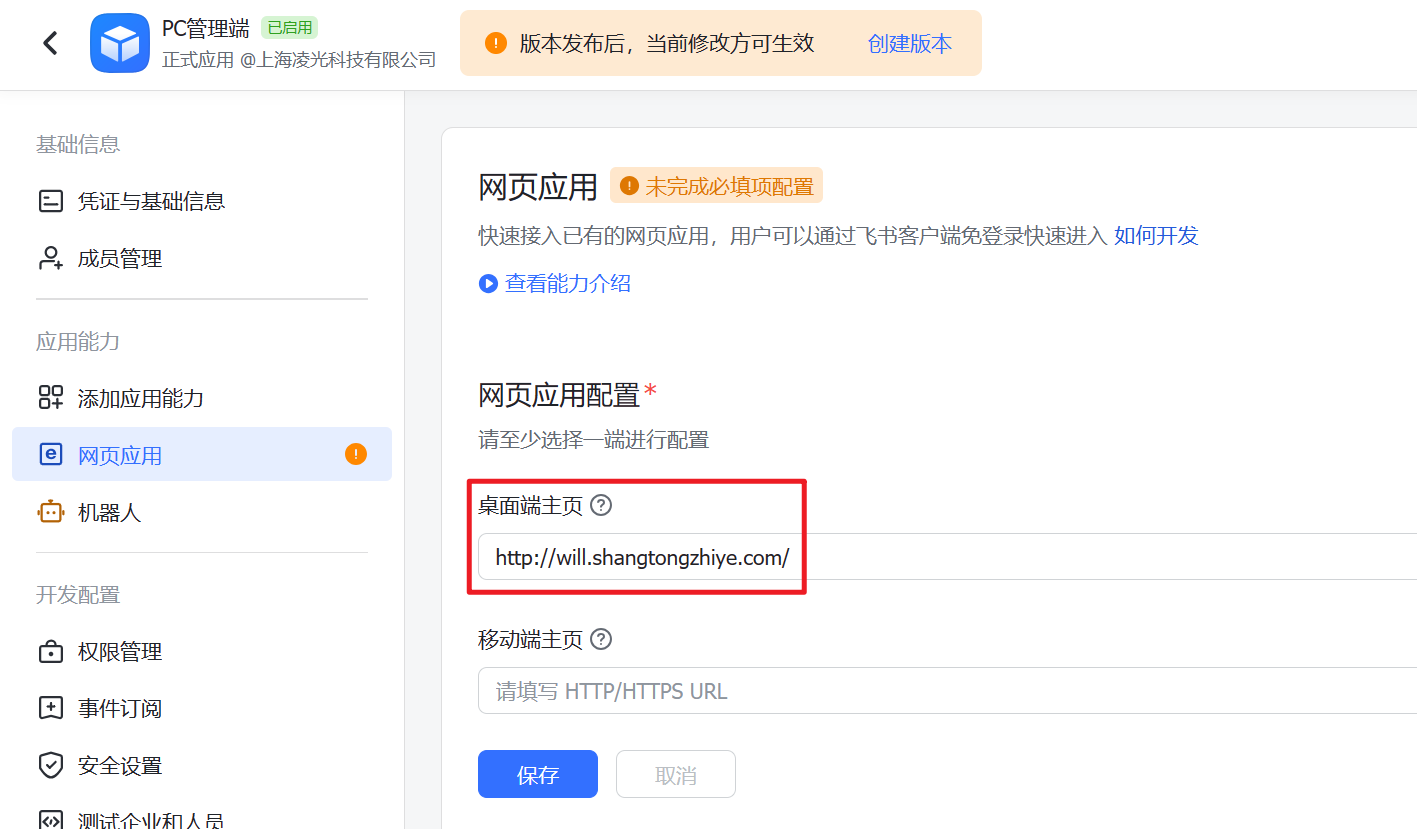 PC管理端 已启用
正式应用 @上海凌光科技有限公司
版本发布后，当前修改方可生效 创建版本
基础信息
凭证与基础信息
成员管理
应用能力
添加应用能力
网页应用
机器人
开发配置
权限管理
事件订阅
安全设置
测试企业和人员
网页应用 未完成必填项配置
快速接入已有的网页应用，用户可以通过飞书客户端免登录快速进入 如何开发
查看能力介绍
网页应用配置*
请至少选择一端进行配置
桌面端主页
http://will.shangtongzhiye.com/
移动端主页
请填写 HTTP/HTTPS URL
保存 取消